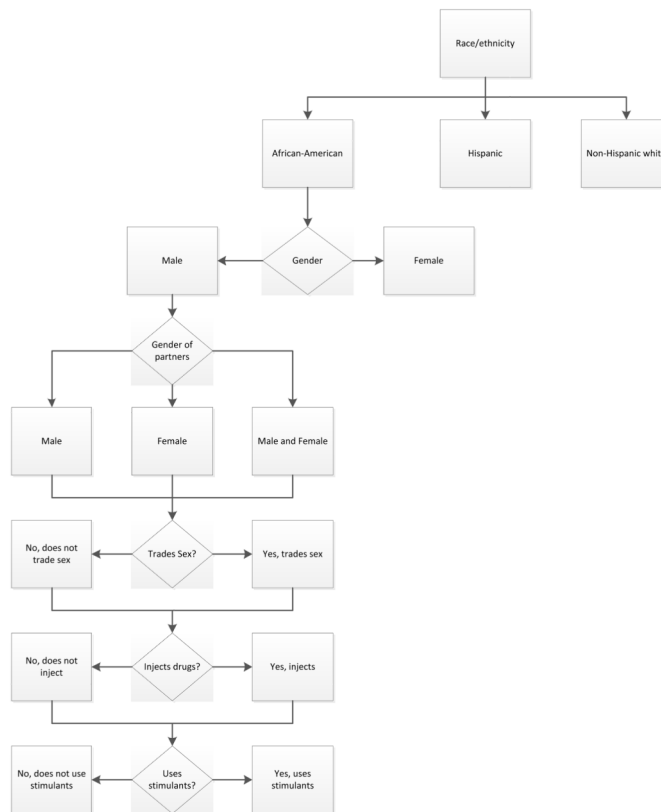 Race/ethnicity
African-American
Hispanic
Non-Hispanic whit
Male
Gender
Female
Gender of
partners
Male
Female
Male and Female
No, does not
trade sex
Trades Sex?
Yes, trades sex
No, does not
inject
Injects drugs?
Yes, injects
No, does not use
stimulants
Uses
stimulants?
Yes, uses
stimulants